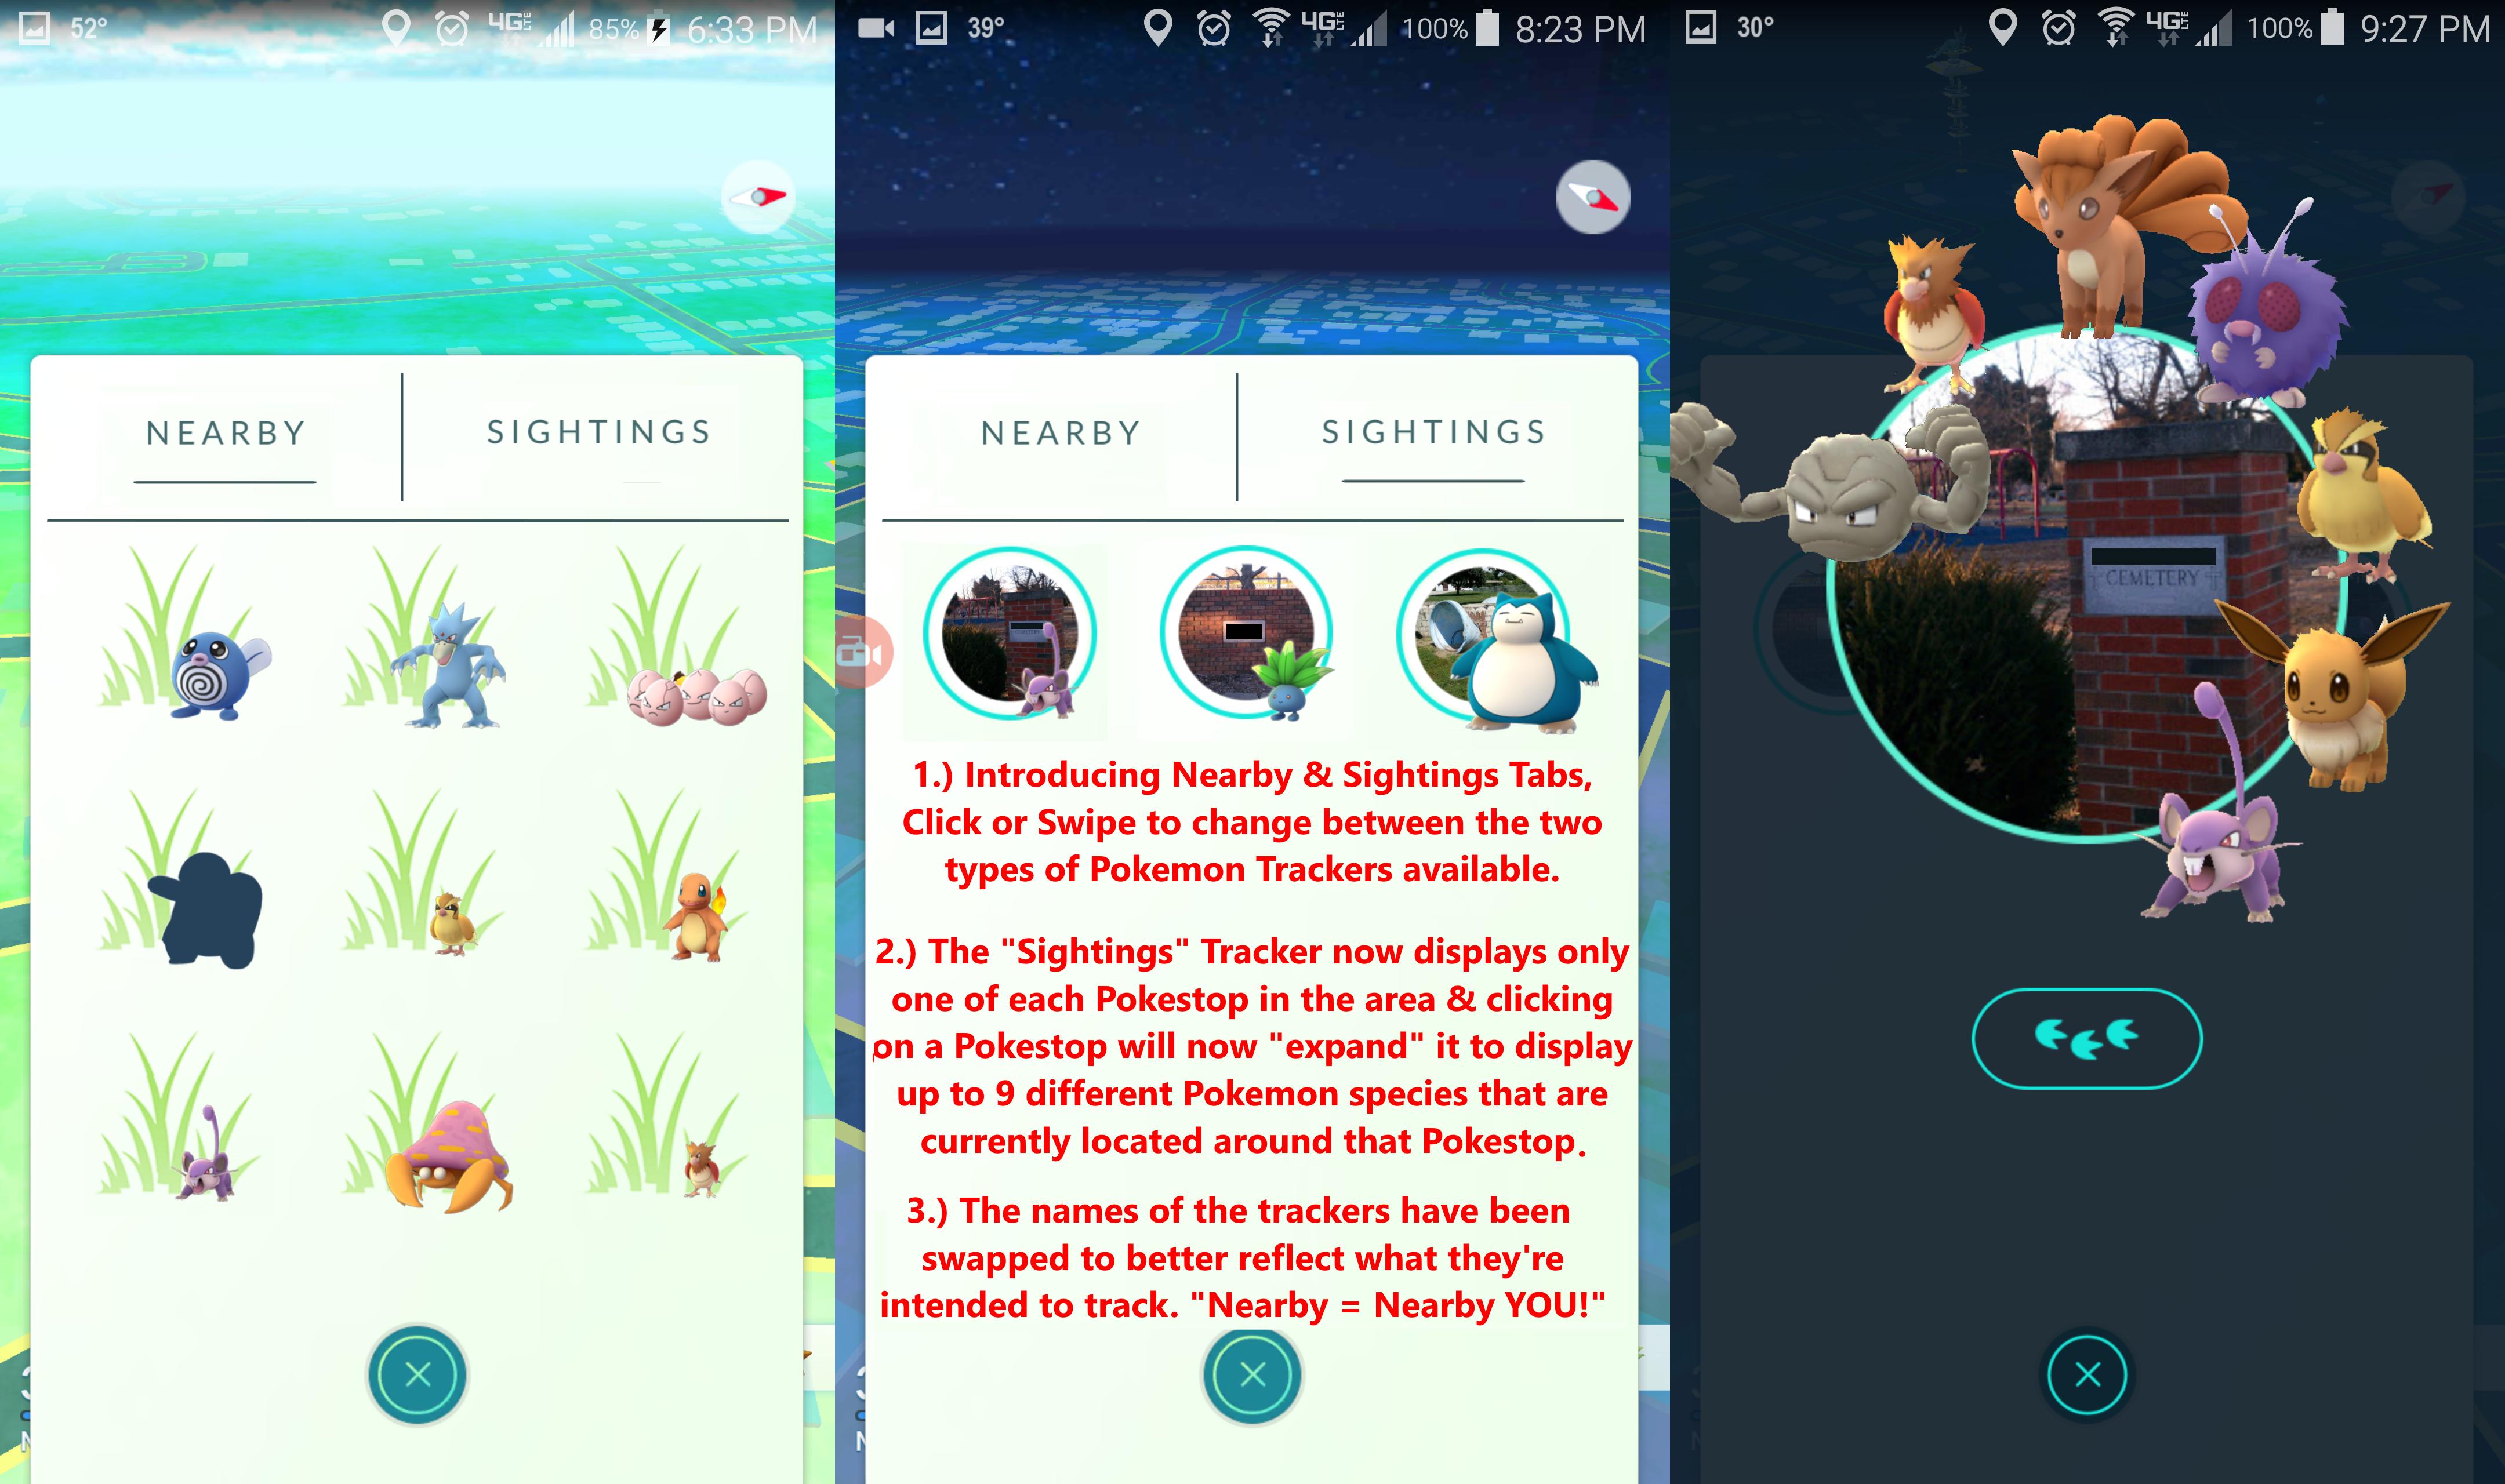 52° 4G LTE 85% 6:33 PM
NEARBY SIGHTINGS
39° 4G LTE 100% 8:23 PM
NEARBY SIGHTINGS
1.) Introducing Nearby & Sightings Tabs,
Click or Swipe to change between the two
types of Pokemon Trackers available.
2.) The "Sightings" Tracker now displays only
one of each Pokestop in the area & clicking
on a Pokestop will now "expand" it to display
up to 9 different Pokemon species that are
currently located around that Pokestop.
3.) The names of the trackers have been
swapped to better reflect what they're
intended to track. "Nearby = Nearby YOU!"
30° 4G LTE 100% 9:27 PM
CEMETERY